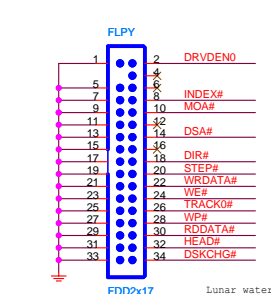 FLPY
1 2 DRVDEN0
4
5 6
7 8 INDEX#
9 10 MOA#
11 12
13 14 DSA#
15 16
17 18 DIR#
19 20 STEP#
21 22 WRDATA#
23 24 WE#
25 26 TRACK0#
27 28 WP#
29 30 RDDATA#
31 32 HEAD#
33 34 DSKCHG#
FDD2x17
Lunar water